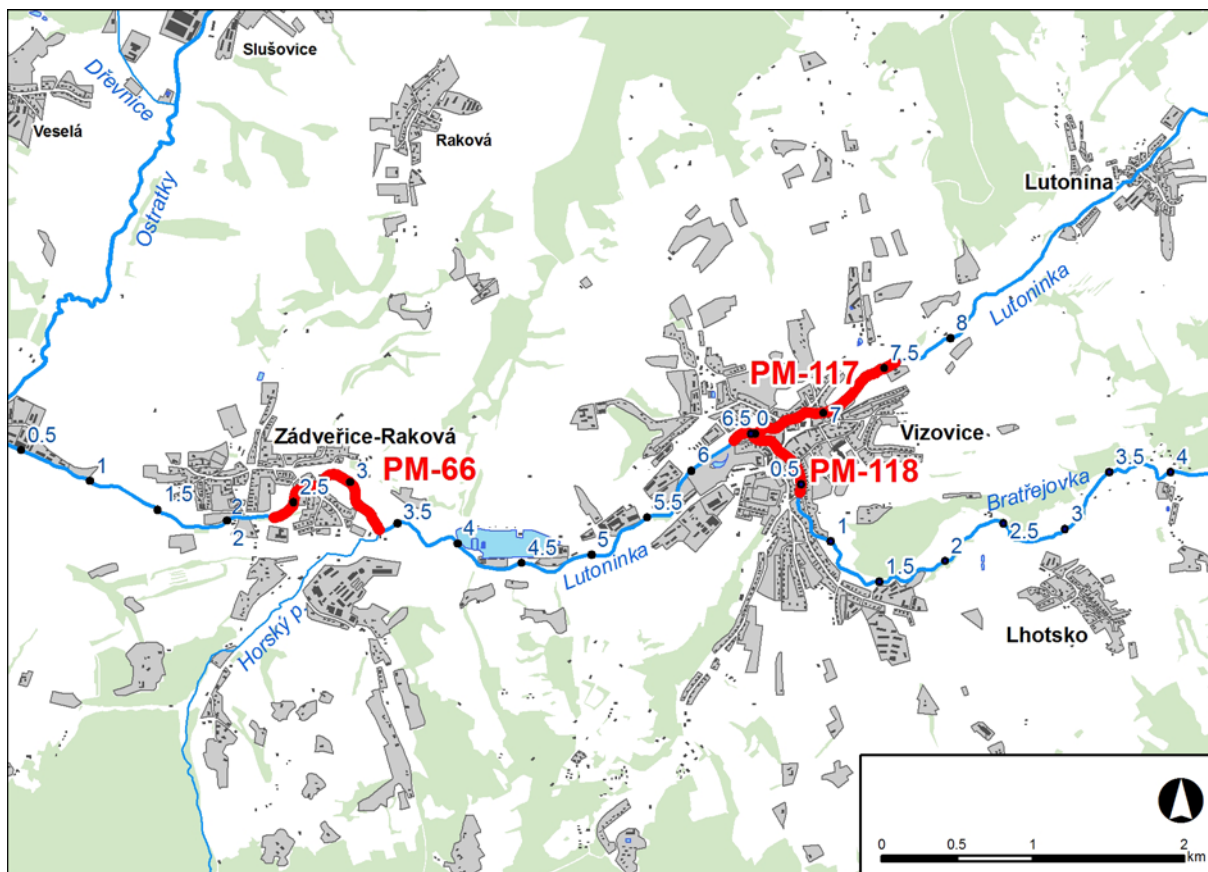 Slušovice
Dřevnice
Veselá
Raková
Ostratky
Lutonina
Lutoninka
8
7.5
PM-117
7
6.5
0
Vizovice
Zádveřice-Raková
PM-66
0.5
1
1.5
2
2
2.5
3
3.5
4
4.5
5
5.5
6
Lutoninka
0.5
PM-118
1
1.5
2
2.5
3
3.5
4
Bratřejovka
Lhotsko
Horský p.
0
0.5
1
2
km